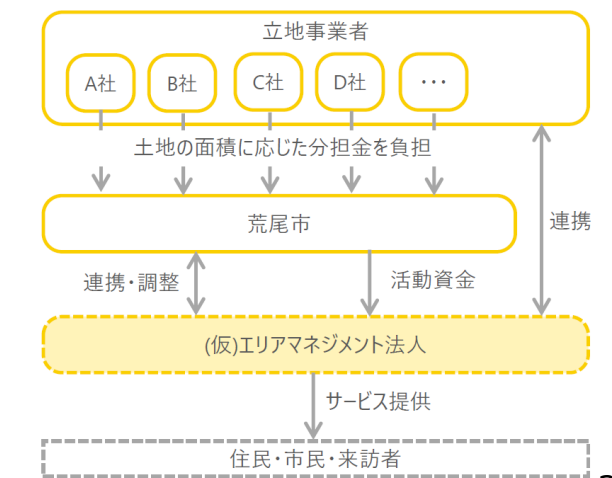 立地事業者
A社
B社
C社
D社
･･･
土地の面積に応じた分担金を負担
荒尾市
連携
連携･調整
活動資金
(仮)エリアマネジメント法人
サービス提供
住民･市民･来訪者